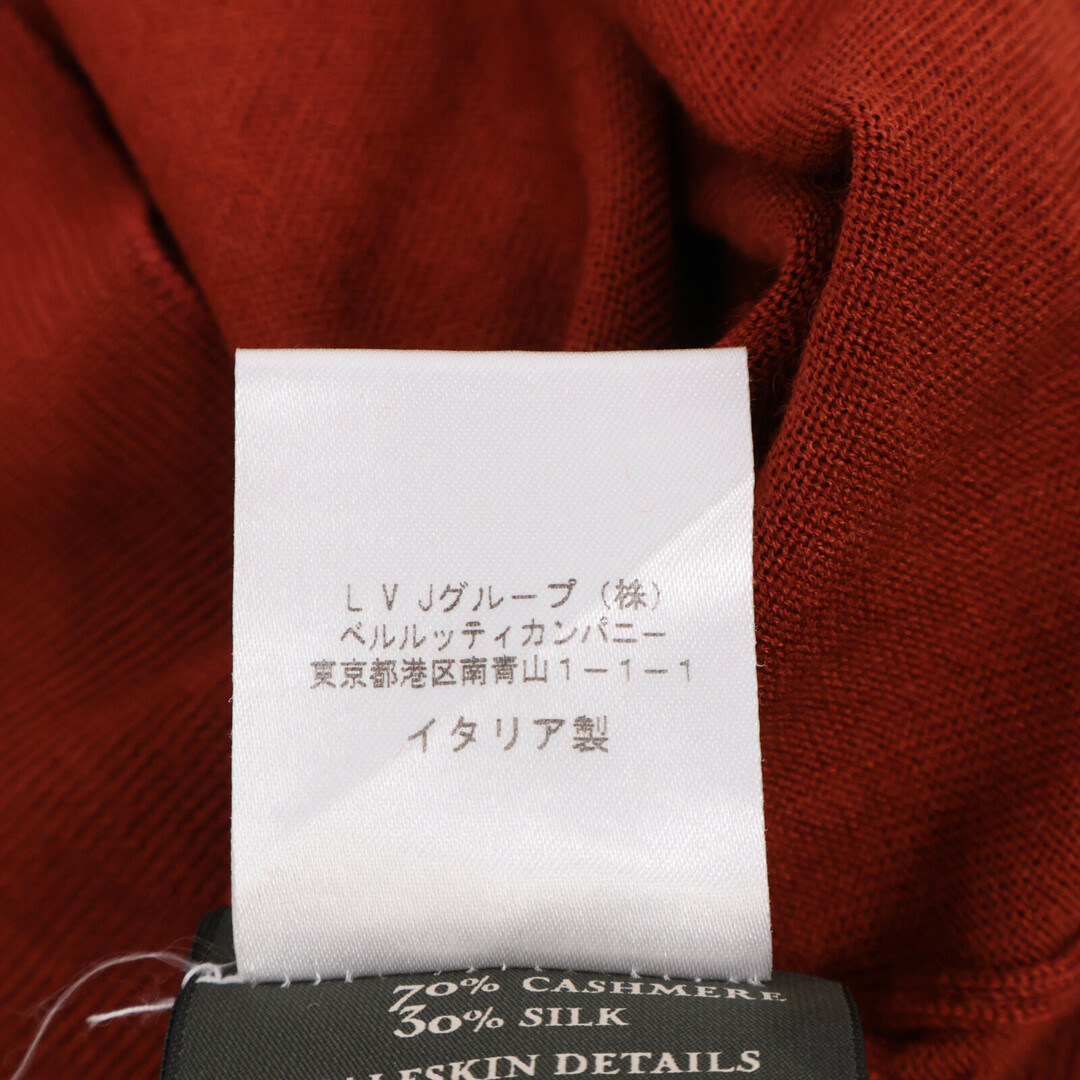 LVJグループ（株）
ベルルッティカンパニー
東京都港区南青山1-1-1
イタリア製
70% CASHMERE
30% SILK
DETAILS